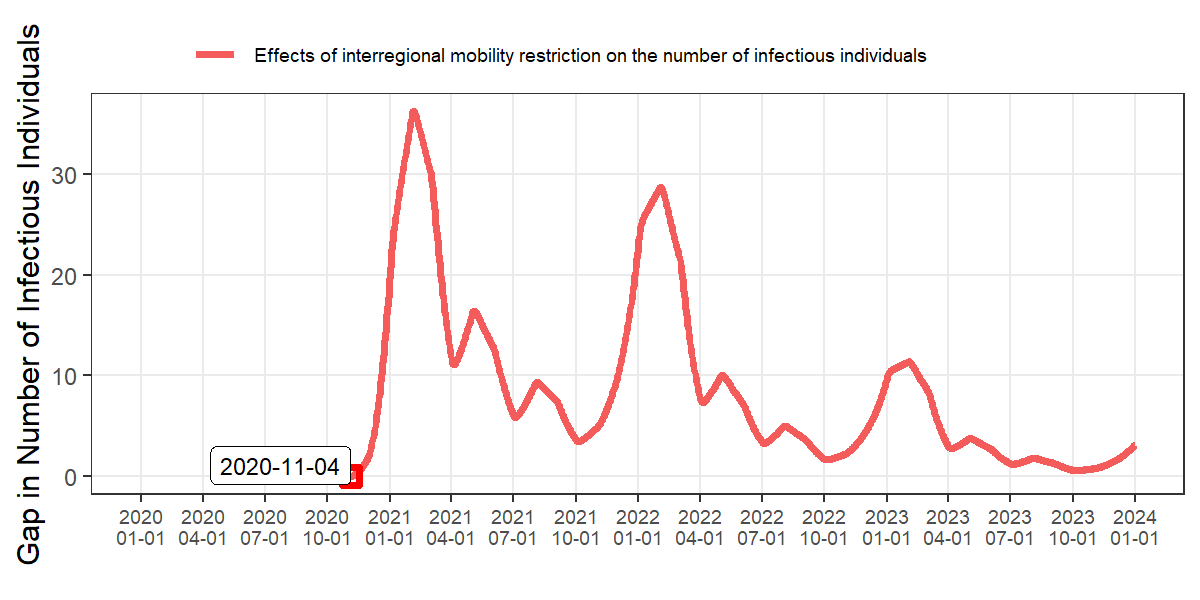 Effects of interregional mobility restriction on the number of infectious individuals
Gap in Number of Infectious Individuals
30
20
10
0
2020-11-04
2020 2020 2020 2020 2021 2021 2021 2021 2022 2022 2022 2022 2023 2023 2023 2023 2024
01-01 04-01 07-01 10-01 01-01 04-01 07-01 10-01 01-01 04-01 07-01 10-01 01-01 04-01 07-01 10-01 01-01